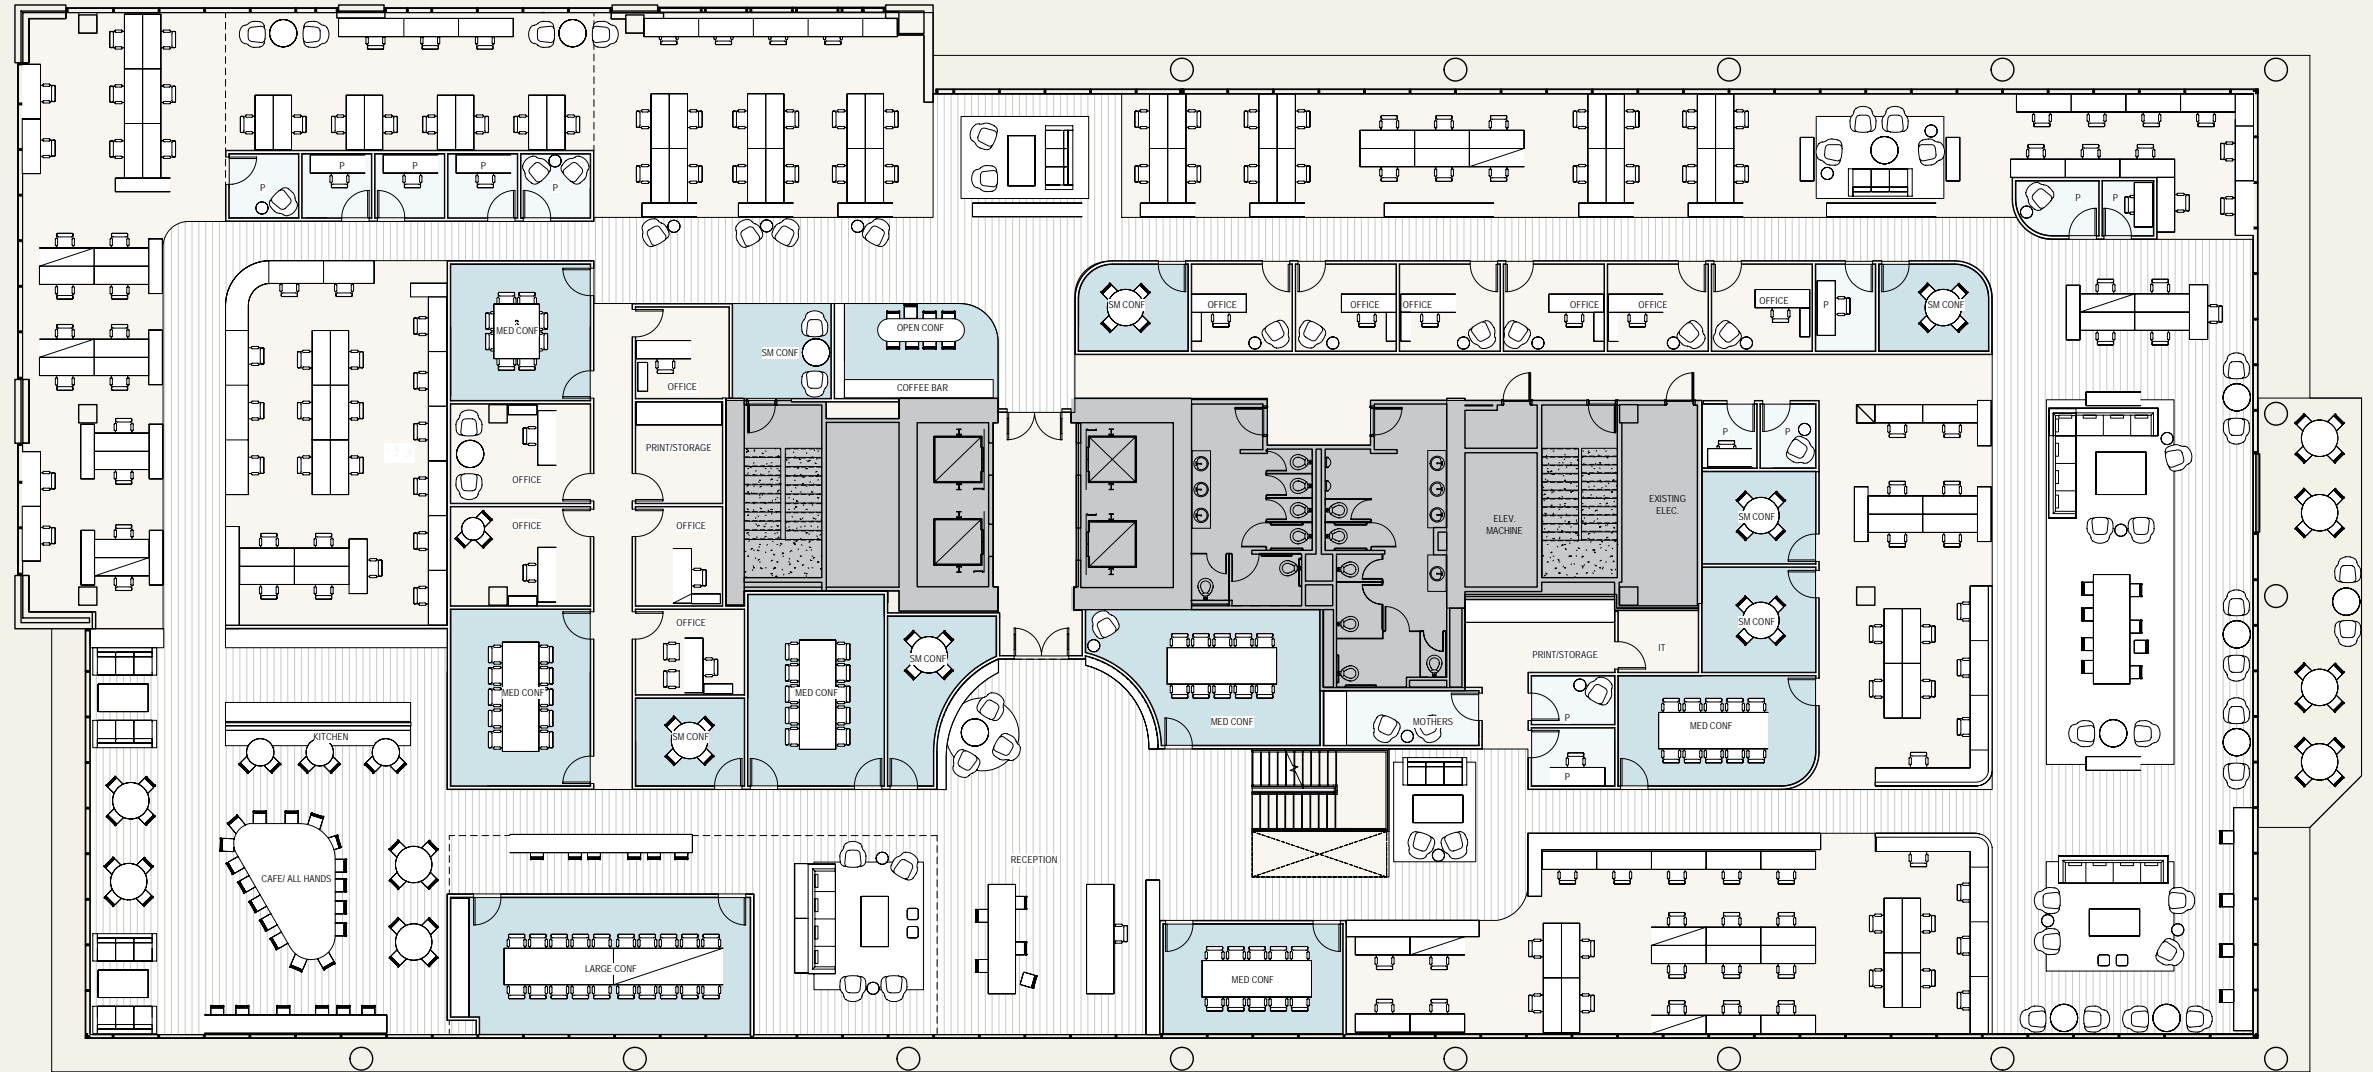 P
P
P
P
P
P
P
MED CONF
SM CONF
OPEN CONF
COFFEE BAR
OFFICE
SM CONF
OFFICE
OFFICE
OFFICE
OFFICE
OFFICE
OFFICE
P
SM CONF
OFFICE
PRINT/STORAGE
OFFICE
OFFICE
OFFICE
MED CONF
SM CONF
MED CONF
SM CONF
ELEV.
MACHINE
EXISTING
ELEC.
P
P
SM CONF
SM CONF
PRINT/STORAGE
IT
MED CONF
MOTHERS
P
P
MED CONF
KITCHEN
CAFE/ ALL HANDS
RECEPTION
LARGE CONF
MED CONF